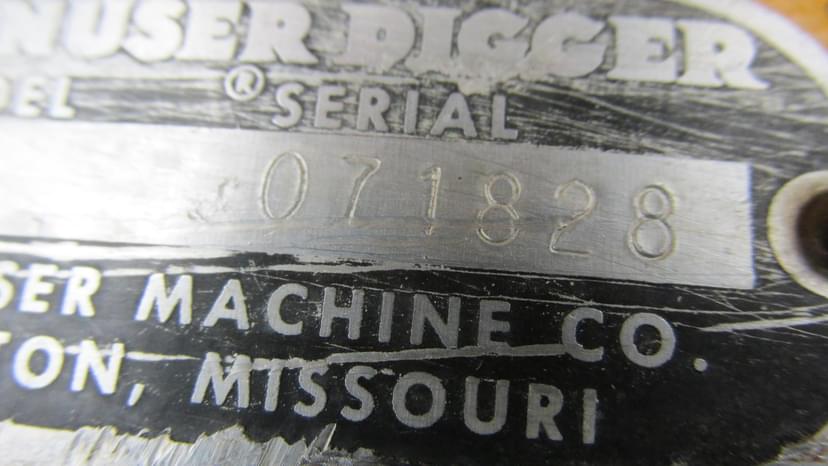 NUSER DIGGER
DEL ® SERIAL
071828
SER MACHINE CO.
TON, MISSOURI